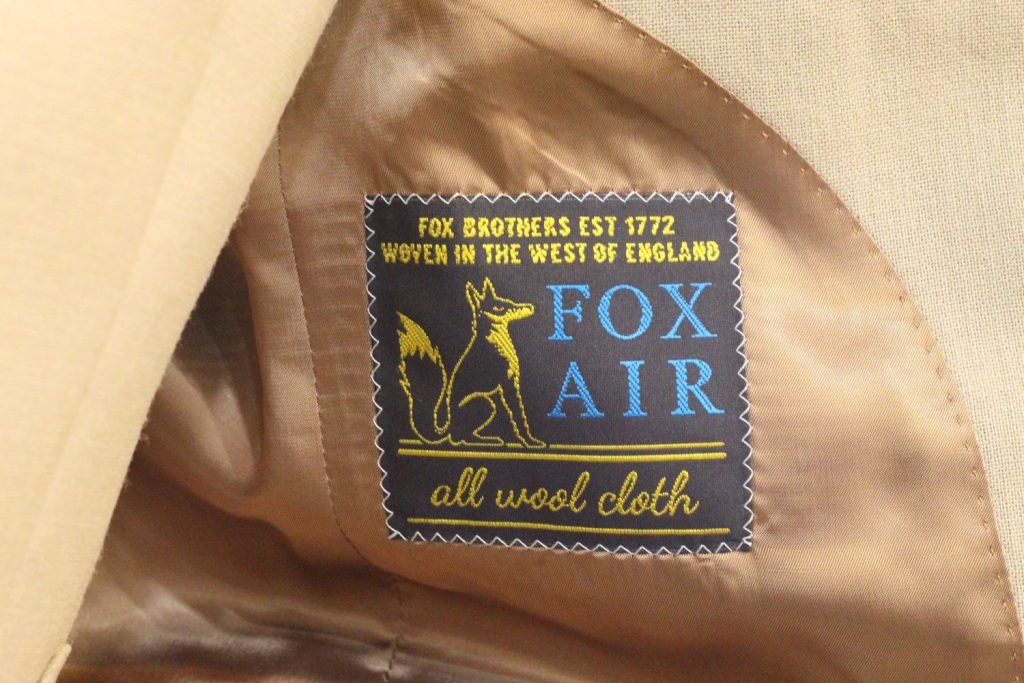 FOX BROTHERS EST 1772
WOVEN IN THE WEST OF ENGLAND
FOX
AIR
all wool cloth